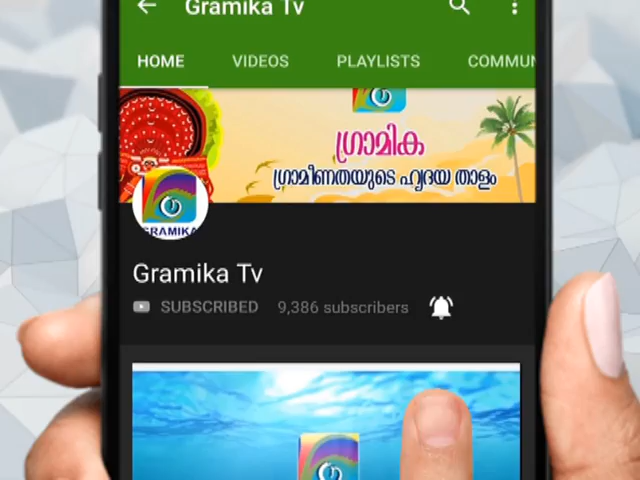 Gramika Tv
HOME VIDEOS PLAYLISTS COMMUN
ഗ്രാമിക
ഗ്രാമീണതയുടെ ഹൃദയ താളം
GRAMIKA
Gramika Tv
SUBSCRIBED 9,386 subscribers